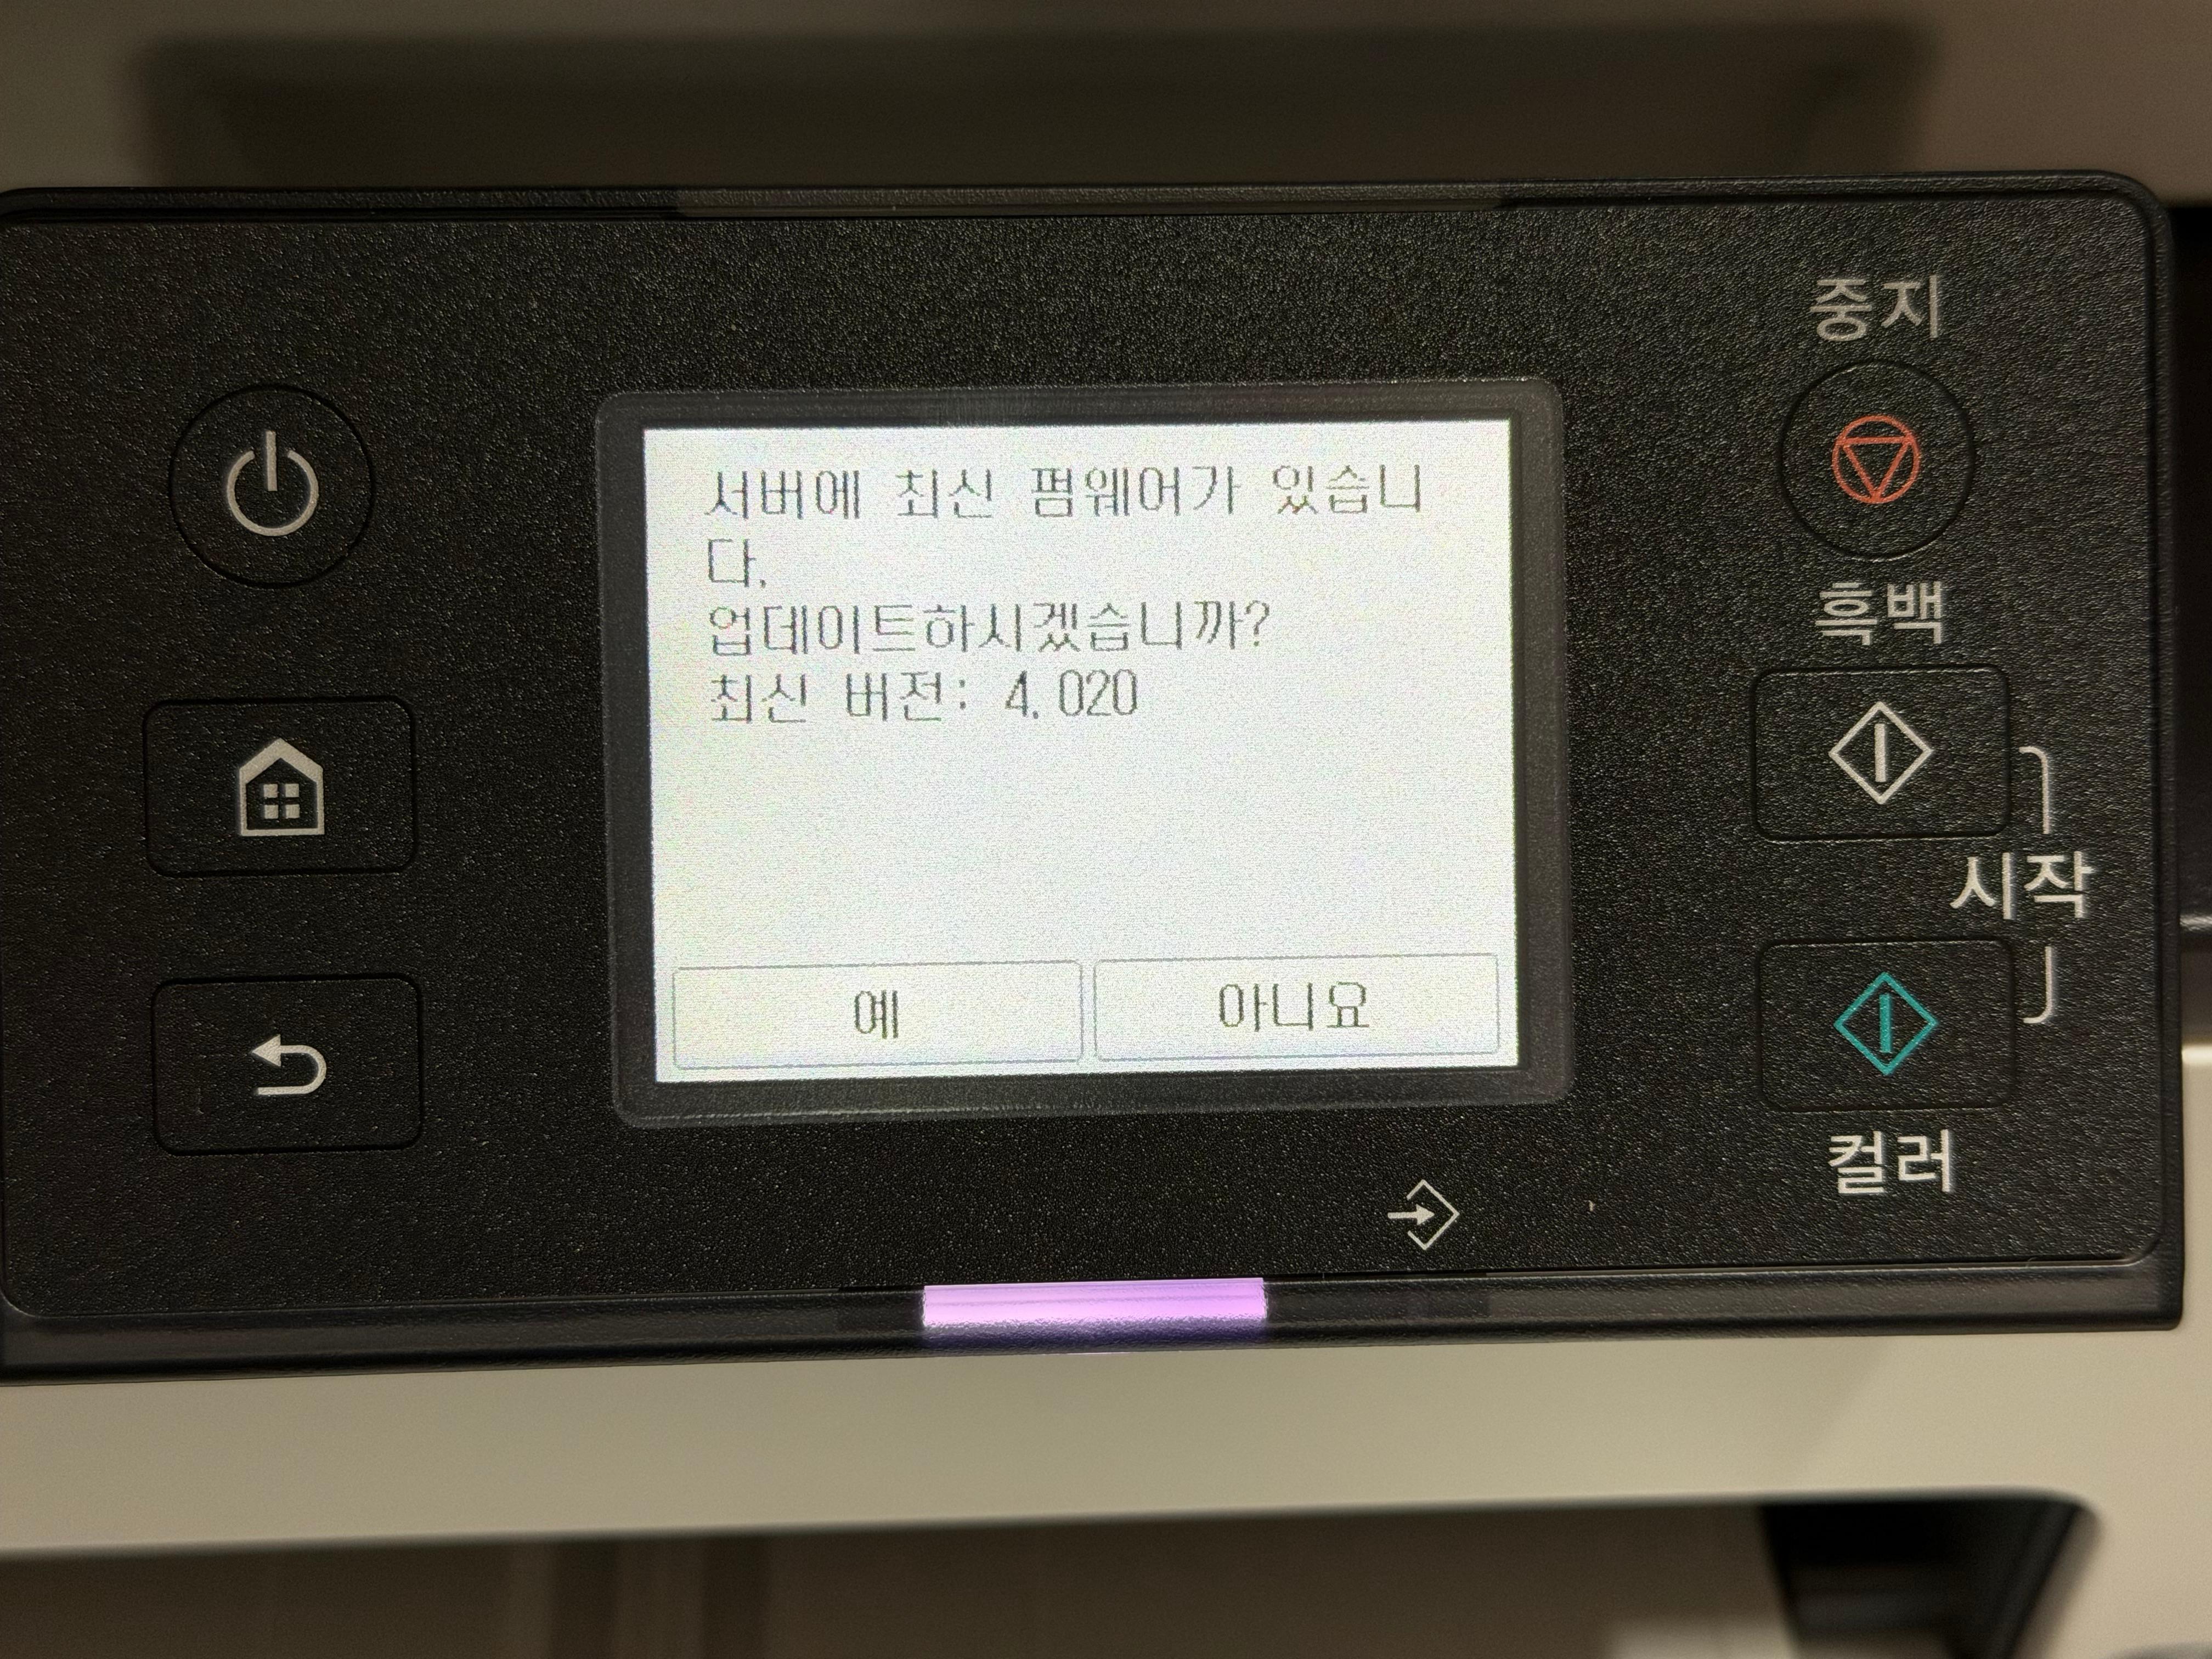 서버에 최신 펌웨어가 있습니
다.
업데이트하시겠습니까?
최신 버전: 4.020
예
아니요
중지
흑백
시작
컬러